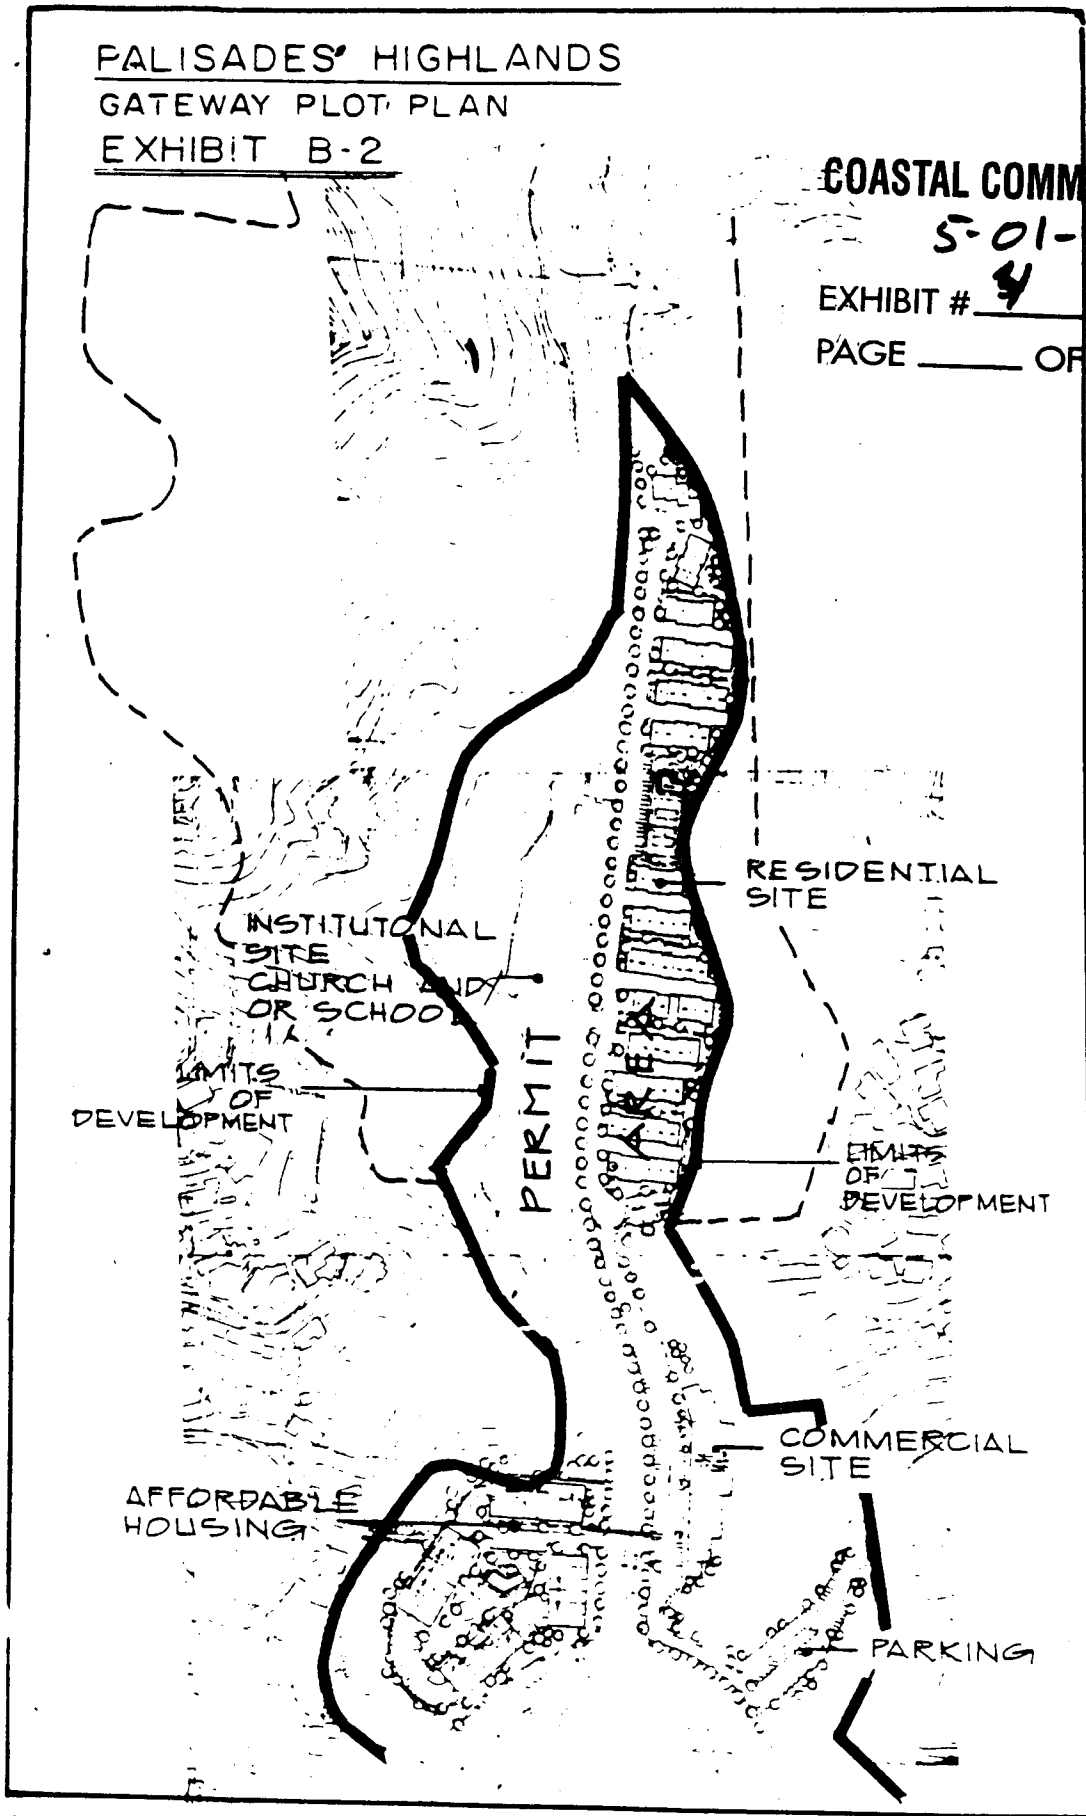 PALISADES HIGHLANDS
GATEWAY PLOT PLAN
EXHIBIT B-2
COASTAL COMM
5-01-
EXHIBIT # 4
PAGE OF
RESIDENTIAL
SITE
INSTITUTONAL
SITE
CHURCH AND
OR SCHOOL
LIMITS
OF
DEVELOPMENT
PERMIT
AREA
LIMITS
OF
DEVELOPMENT
COMMERCIAL
SITE
AFFORDABLE
HOUSING
PARKING